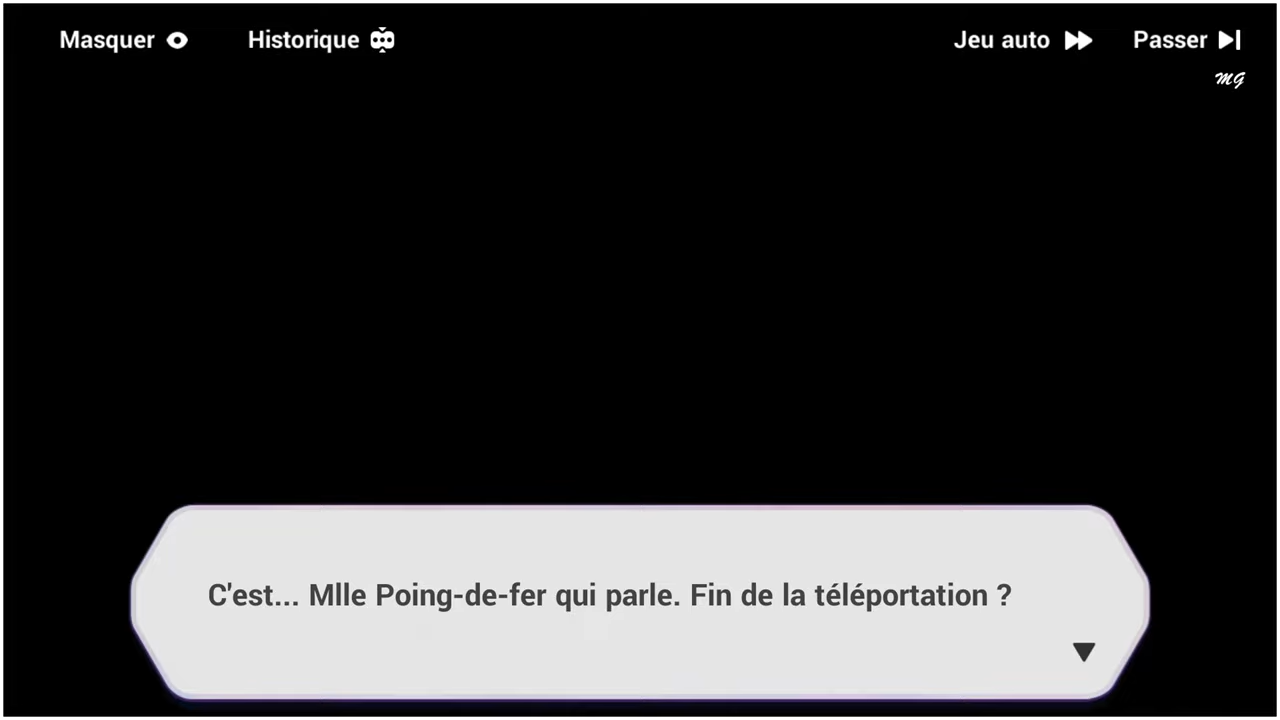 Masquer Historique Jeu auto Passer
MG
C'est... Mlle Poing-de-fer qui parle. Fin de la téléportation ?